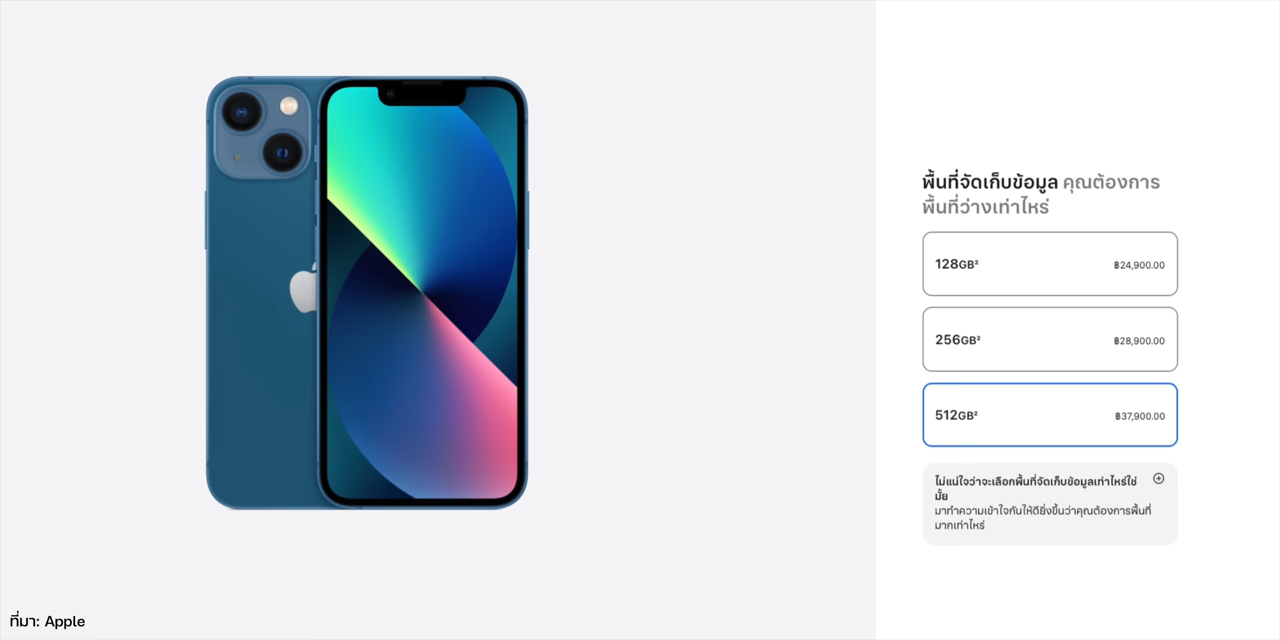 พื้นที่จัดเก็บข้อมูล คุณต้องการ
พื้นที่ว่างเท่าไหร่
128GB² ฿24,900.00
256GB² ฿28,900.00
512GB² ฿37,900.00
ไม่แน่ใจว่าจะเลือกพื้นที่จัดเก็บข้อมูลเท่าไหร่ใช่
มั้ย
มาทำความเข้าใจกันให้ดียิ่งขึ้นว่าคุณต้องการพื้นที่
มากเท่าไหร่
ที่มา: Apple